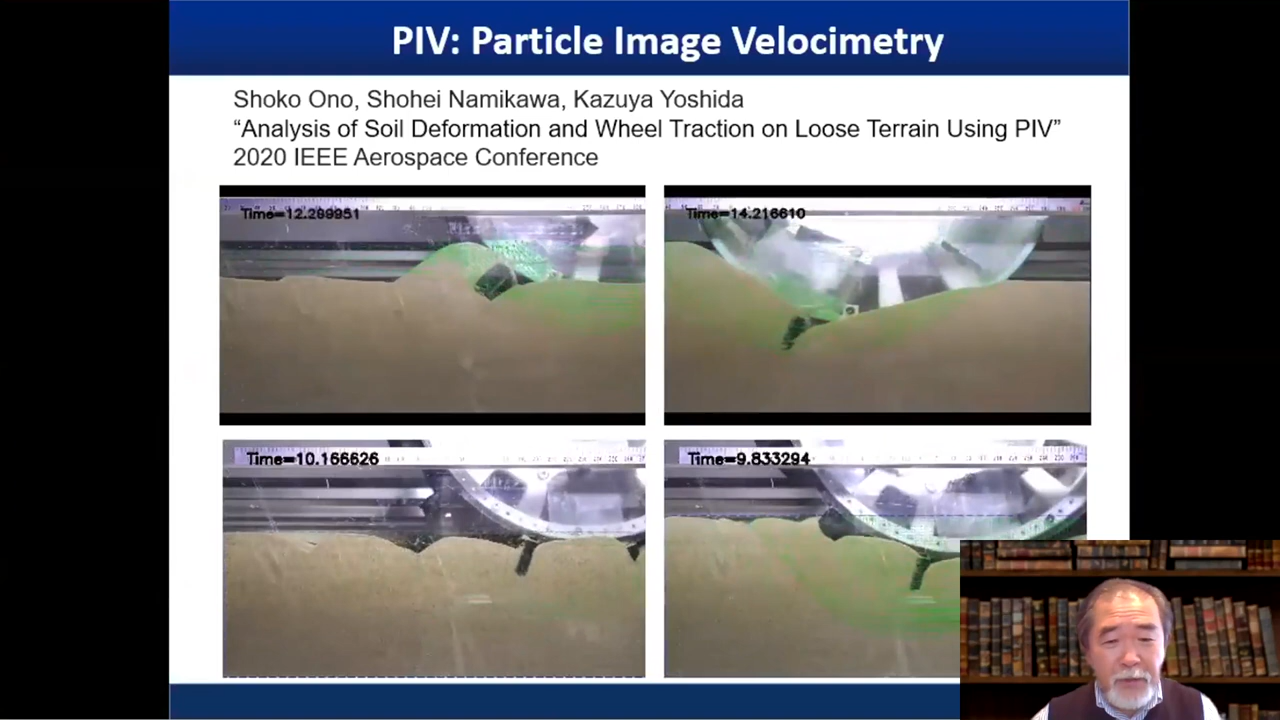 PIV: Particle Image Velocimetry
Shoko Ono, Shohei Namikawa, Kazuya Yoshida
“Analysis of Soil Deformation and Wheel Traction on Loose Terrain Using PIV”
2020 IEEE Aerospace Conference
Time=12.299951
Time=14.216610
Time=10.166626
Time=9.833294